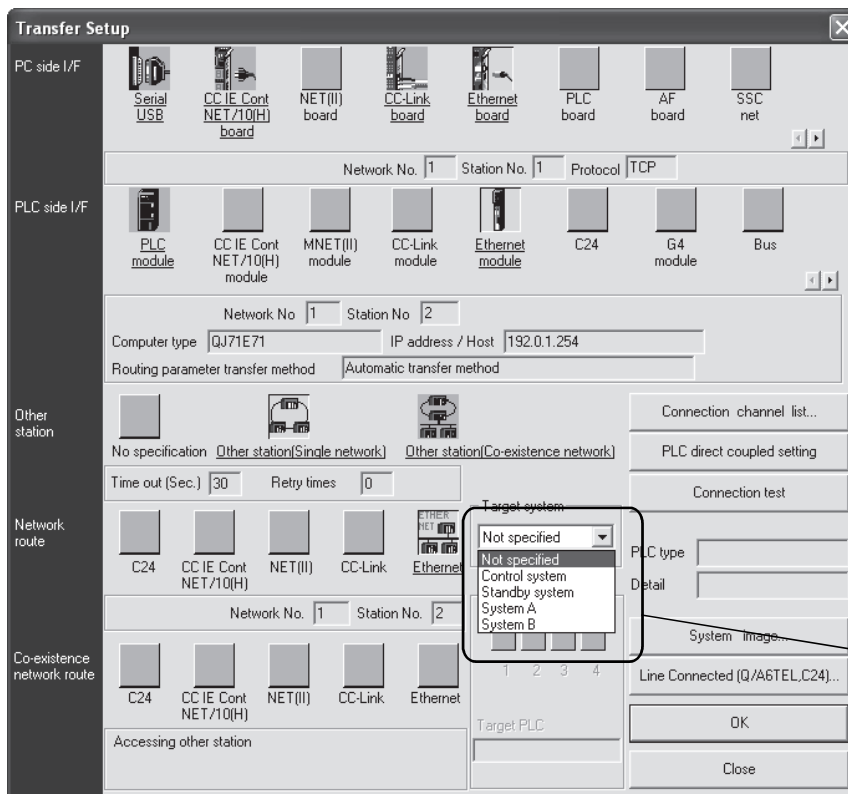 Transfer Setup
PC side I/F
Serial
USB
CC IE Cont
NET/10(H)
board
NET(II)
board
CC-Link
board
Ethernet
board
PLC
board
AF
board
SSC
net
Network No. 1 Station No. 1 Protocol TCP
PLC side I/F
PLC
module
CC IE Cont
NET/10(H)
module
MNET(II)
module
CC-Link
module
Ethernet
module
C24
G4
module
Bus
Network No 1 Station No 2
Computer type QJ71E71 IP address / Host 192.0.1.254
Routing parameter transfer method Automatic transfer method
Other
station
No specification Other station(Single network) Other station(Co-existence network)
Time out (Sec.) 30 Retry times 0
Network
route
C24
CC IE Cont
NET/10(H)
NET(II)
CC-Link
ETHER
NET
Ethernet
Network No. 1 Station No. 2
Co-existence
network route
C24
CC IE Cont
NET/10(H)
NET(II)
CC-Link
Ethernet
Accessing other station
Target system
Not specified
Not specified
Control system
Standby system
System A
System B
1 2 3 4
Target PLC
Connection channel list...
PLC direct coupled setting
Connection test
PLC type
Detail
System image...
Line Connected (Q/A6TEL,C24)...
OK
Close